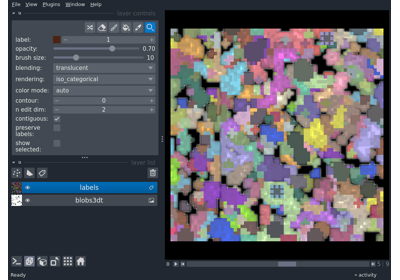 File View Plugins Window Help
layer controls
label: 1
opacity: 0.70
brush size: 10
blending: translucent
rendering: iso_categorical
color mode: auto
contour: 0
n edit dim: 2
contiguous:
preserve
labels:
show
selected:
layer list
labels
blobs3dt
Ready
activity